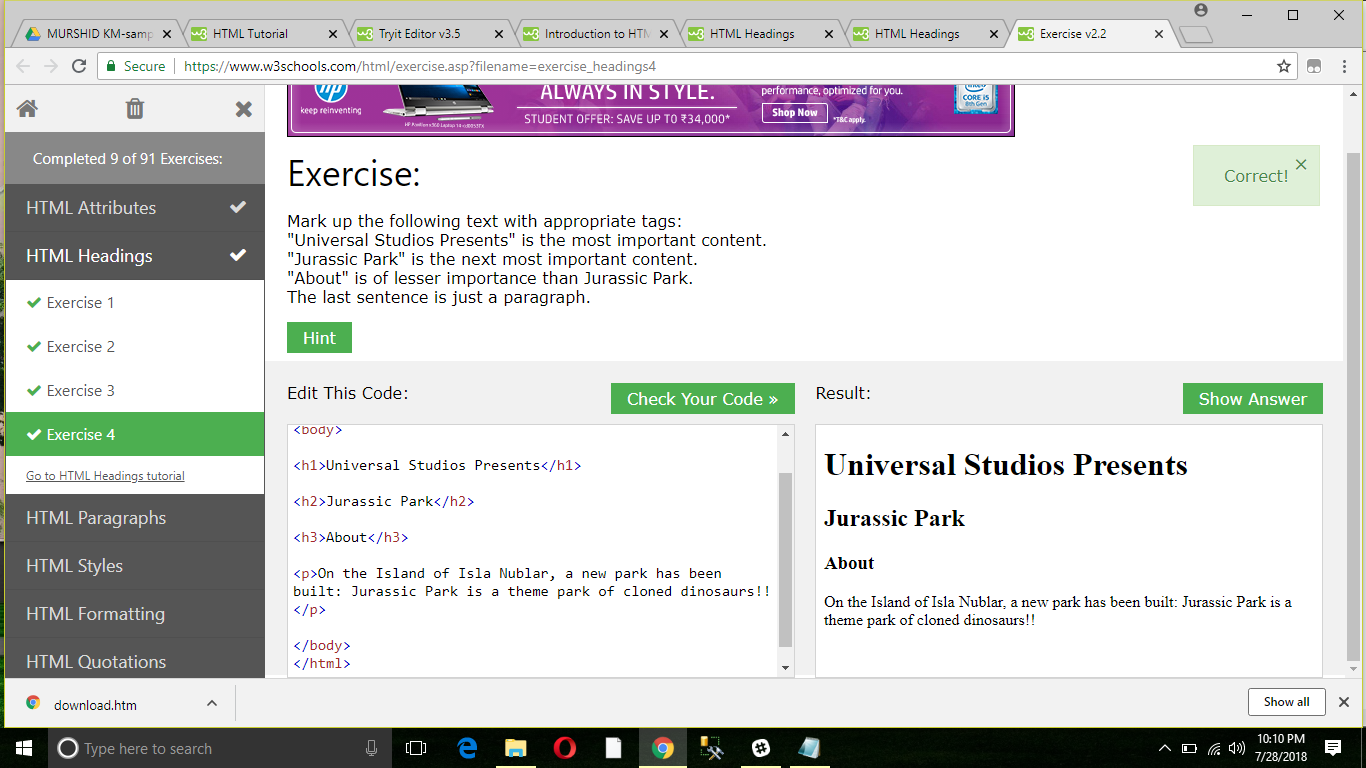 MURSHID KM-samp
HTML Tutorial
Tryit Editor v3.5
Introduction to HTM
HTML Headings
HTML Headings
Exercise v2.2
Secure
https://www.w3schools.com/html/exercise.asp?filename=exercise_headings4
hp
keep reinventing
HP Pavilion x360 Laptop 14-cd0053TX
ALWAYS IN STYLE.
STUDENT OFFER: SAVE UP TO ₹34,000*
performance, optimized for you.
Shop Now
*T&C apply.
CORE i5
8th Gen
Completed 9 of 91 Exercises:
HTML Attributes
HTML Headings
Exercise 1
Exercise 2
Exercise 3
Exercise 4
Go to HTML Headings tutorial
HTML Paragraphs
HTML Styles
HTML Formatting
HTML Quotations
Exercise:
Correct!
Mark up the following text with appropriate tags:
"Universal Studios Presents" is the most important content.
"Jurassic Park" is the next most important content.
"About" is of lesser importance than Jurassic Park.
The last sentence is just a paragraph.
Hint
Edit This Code:
Check Your Code »
<body>
<h1>Universal Studios Presents</h1>
<h2>Jurassic Park</h2>
<h3>About</h3>
<p>On the Island of Isla Nublar, a new park has been
built: Jurassic Park is a theme park of cloned dinosaurs!!
</p>
</body>
</html>
Result:
Show Answer
Universal Studios Presents
Jurassic Park
About
On the Island of Isla Nublar, a new park has been built: Jurassic Park is a
theme park of cloned dinosaurs!!
download.htm
Show all
Type here to search
10:10 PM
7/28/2018